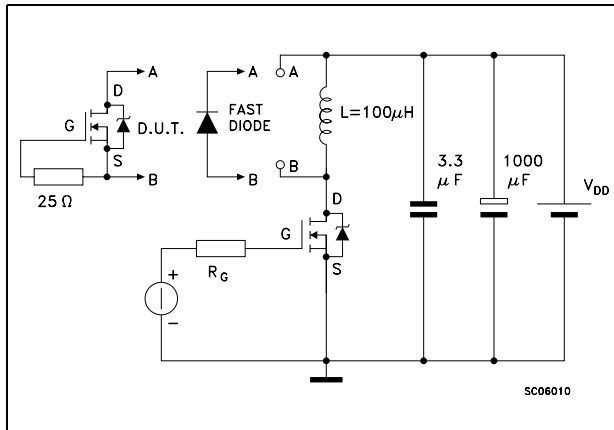 A
A
A
D
G
D.U.T.
FAST
DIODE
L=100μH
S
B
B
B
25 Ω
D
G
S
3.3
μF
1000
μF
VDD
RG
+
−
SC06010